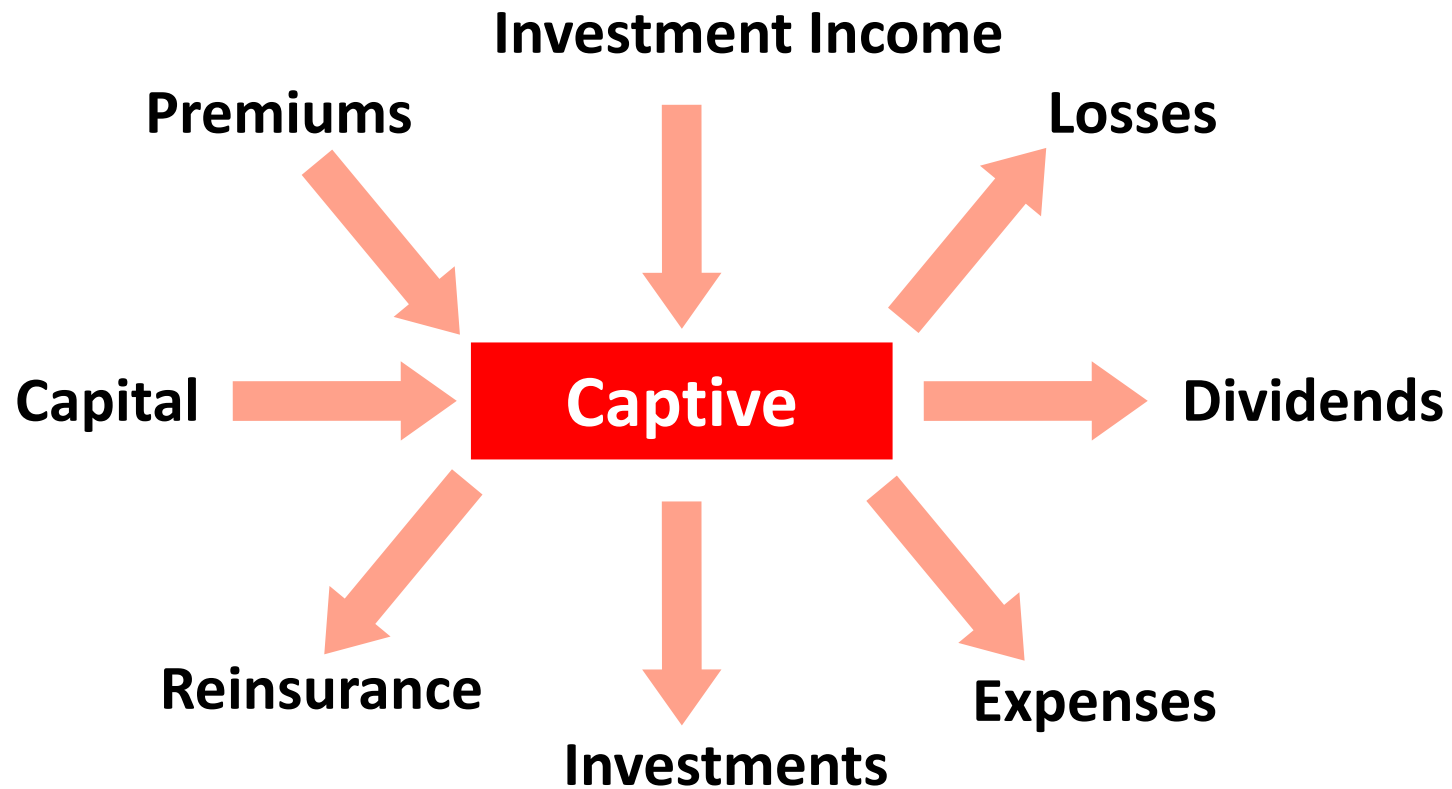 Investment Income
Premiums
Losses
Capital
Captive
Dividends
Reinsurance
Expenses
Investments